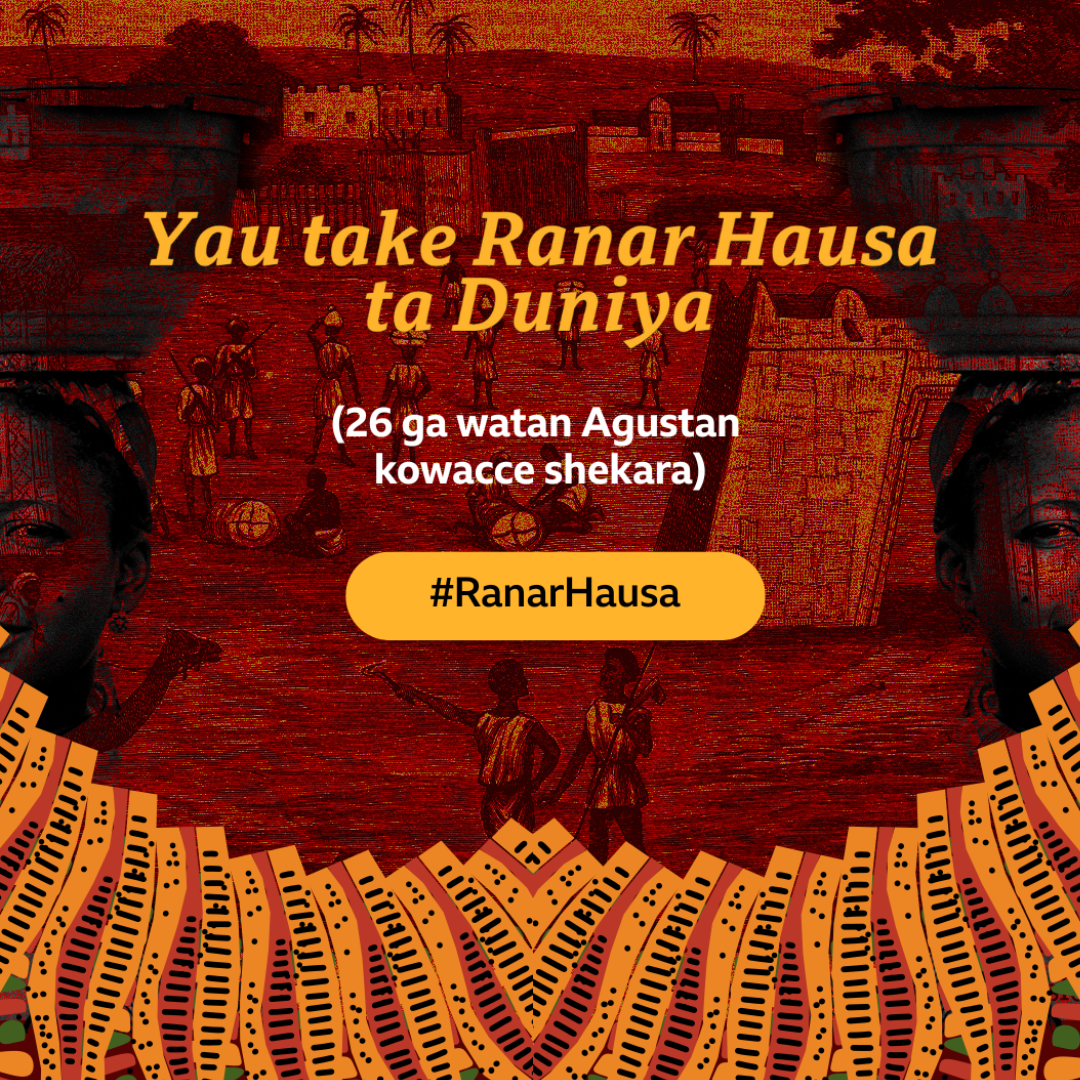 Yau take Ranar Hausa
ta Duniya
(26 ga watan Agustan
kowacce shekara)
#RanarHausa